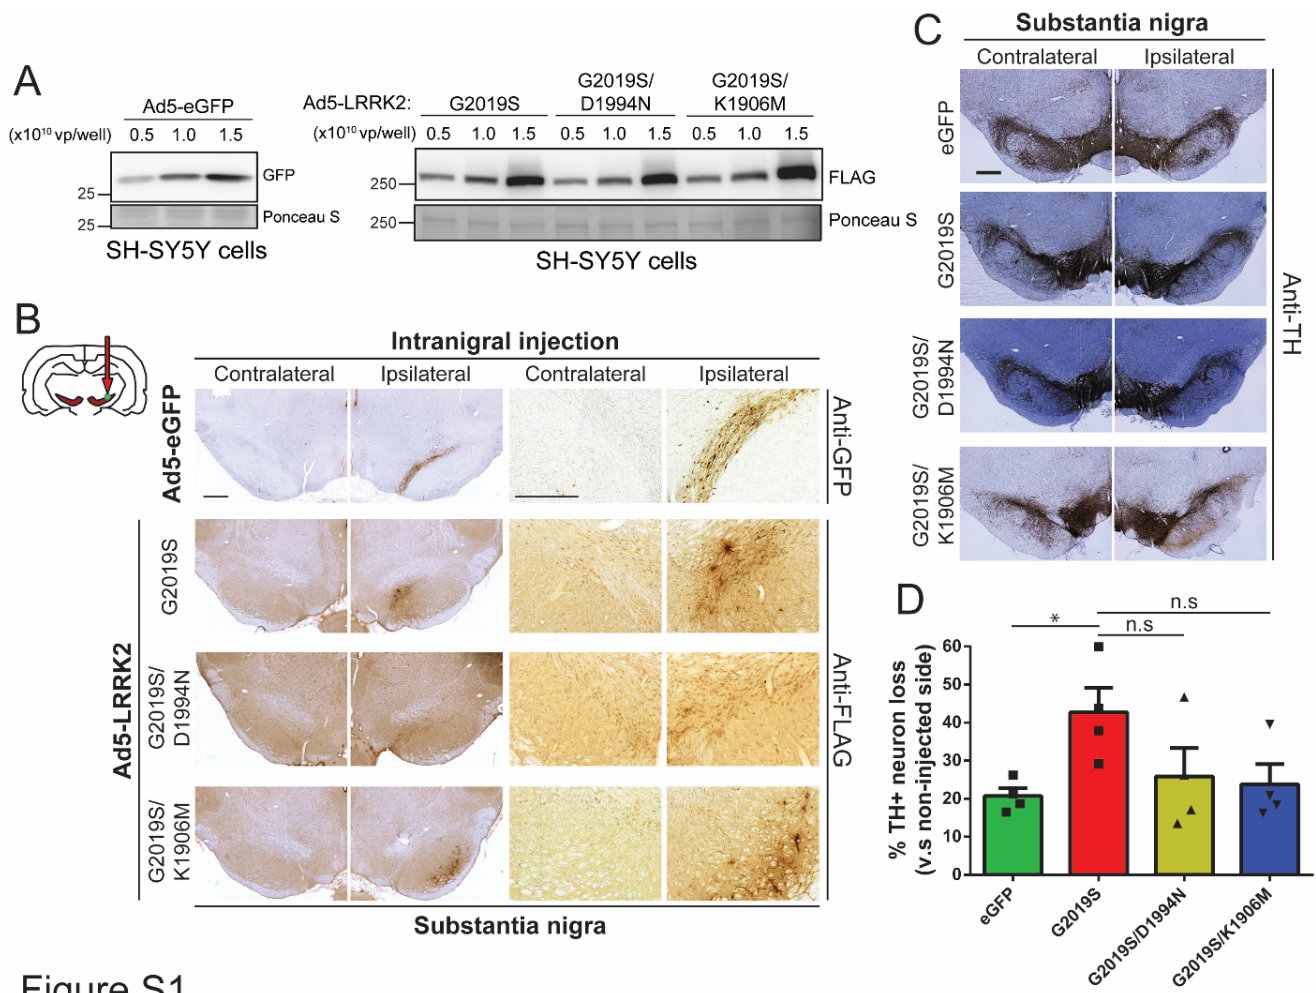 A
Ad5-eGFP
(x10¹⁰ vp/well) 0.5 1.0 1.5
GFP
25
25
Ponceau S
SH-SY5Y cells
Ad5-LRRK2: G2019S G2019S/D1994N G2019S/K1906M
(x10¹⁰ vp/well) 0.5 1.0 1.5 0.5 1.0 1.5 0.5 1.0 1.5
250
FLAG
250
Ponceau S
SH-SY5Y cells
B
Intranigral injection
Contralateral Ipsilateral Contralateral Ipsilateral
Ad5-eGFP
Anti-GFP
Ad5-LRRK2
G2019S
G2019S/
D1994N
G2019S/
K1906M
Anti-FLAG
Substantia nigra
C
Substantia nigra
Contralateral Ipsilateral
eGFP
G2019S
G2019S/
D1994N
G2019S/
K1906M
Anti-TH
D
n.s
* n.s
% TH+ neuron loss
(v.s non-injected side)
60
50
40
30
20
10
0
eGFP
G2019S
G2019S/D1994N
G2019S/K1906M
Figure S1